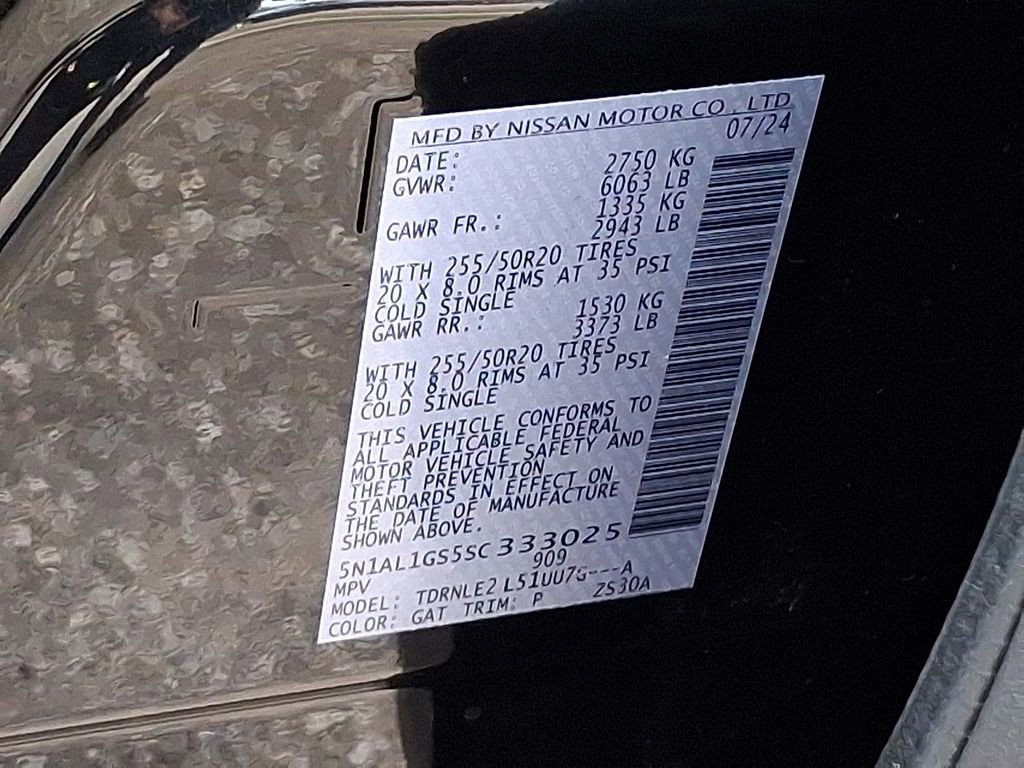 MFD BY NISSAN MOTOR CO., LTD
DATE: 07/24
GVWR: 2750 KG
6063 LB
GAWR FR.: 1335 KG
2943 LB
WITH 255/50R20 TIRES
20 X 8.0 RIMS AT 35 PSI
COLD SINGLE
GAWR RR.: 1530 KG
3373 LB
WITH 255/50R20 TIRES
20 X 8.0 RIMS AT 35 PSI
COLD SINGLE
THIS VEHICLE CONFORMS TO
ALL APPLICABLE FEDERAL
MOTOR VEHICLE SAFETY AND
THEFT PREVENTION
STANDARDS IN EFFECT ON
THE DATE OF MANUFACTURE
SHOWN ABOVE.
5N1AL1GS5SC333025
MPV 909
MODEL: TDRNLE2
COLOR: GAT TRIM: P